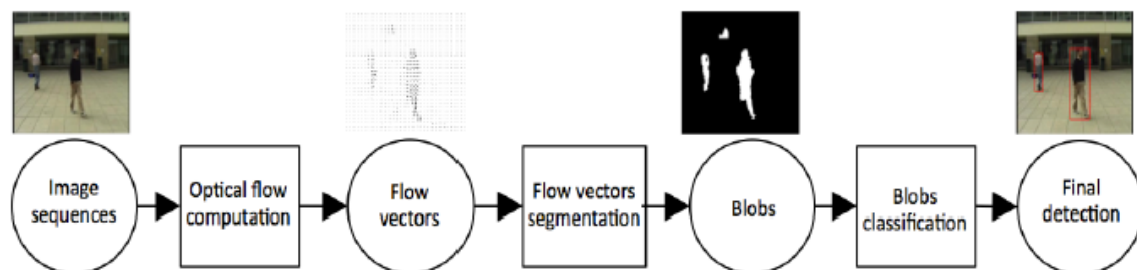 Image
sequences
Optical flow
computation
Flow
vectors
Flow vectors
segmentation
Blobs
Blobs
classification
Final
detection